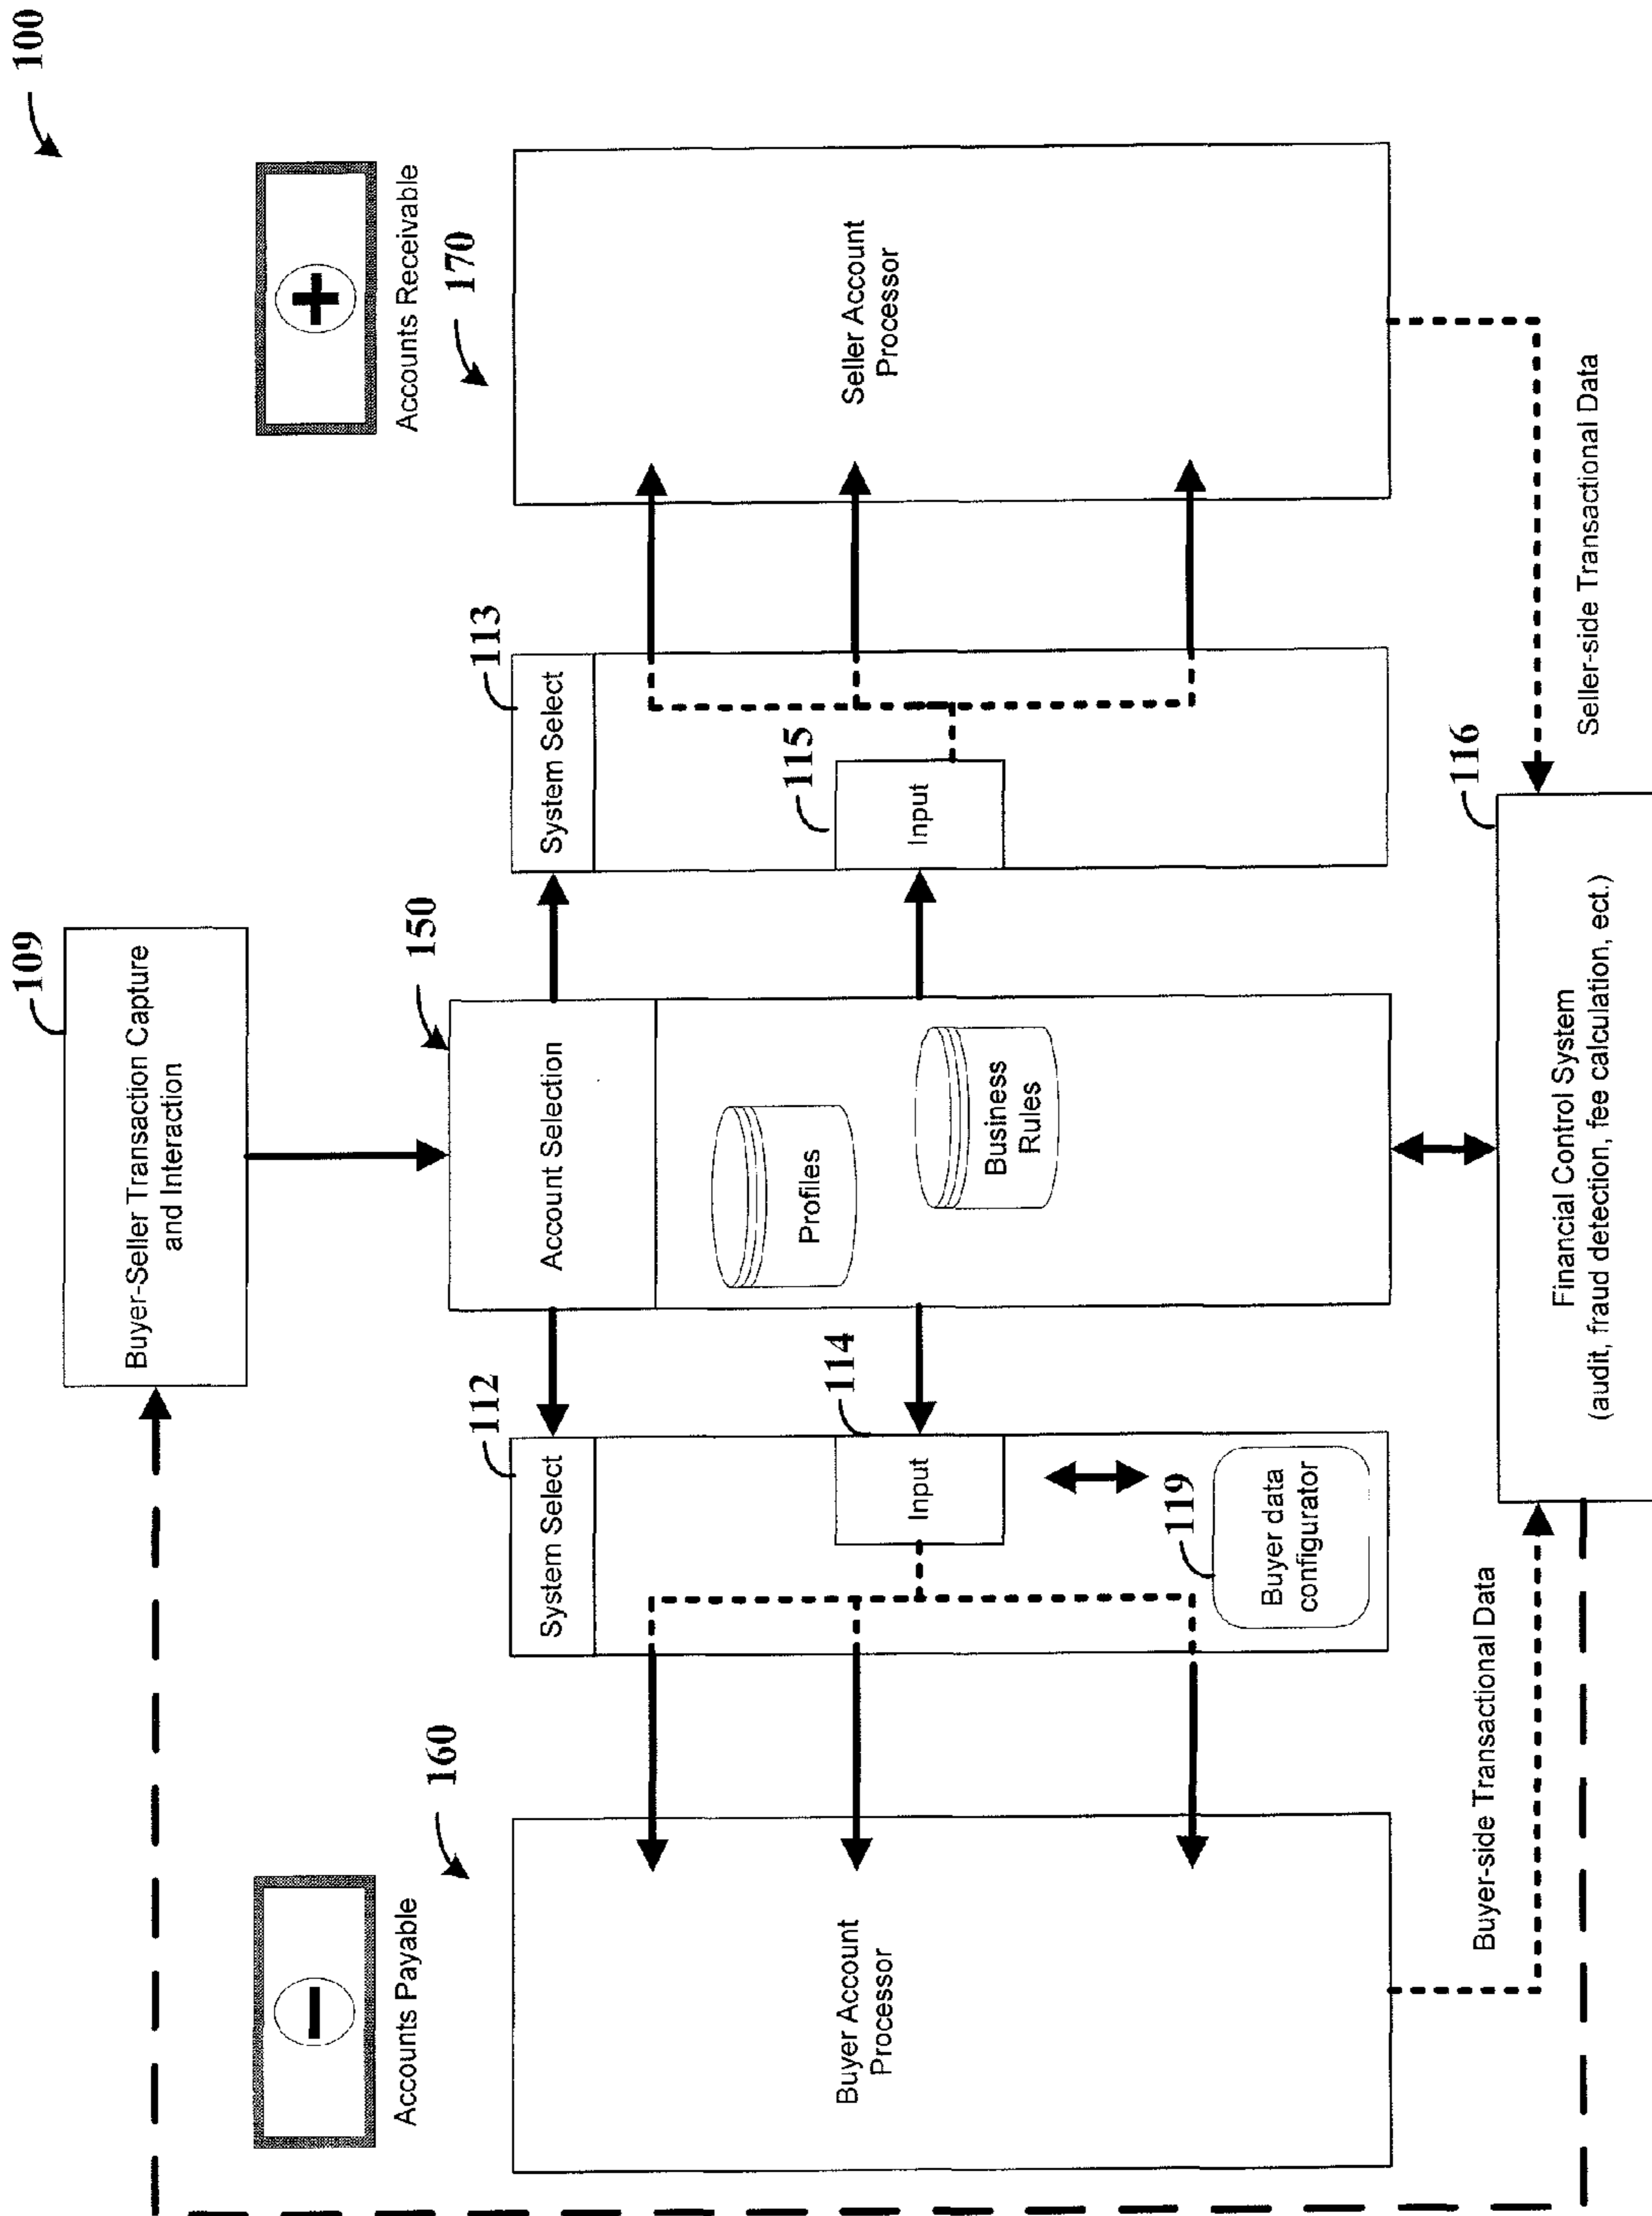 100
109
Buyer-Seller Transaction Capture
and Interaction
Accounts Payable
Accounts Receivable
160
112
150
113
170
System Select
Account Selection
System Select
Profiles
Buyer Account
Processor
114
Input
Business
Rules
115
Input
Seller Account
Processor
119
Buyer data
configurator
Buyer-side Transactional Data
116
Seller-side Transactional Data
Financial Control System
(audit, fraud detection, fee calculation, ect.)